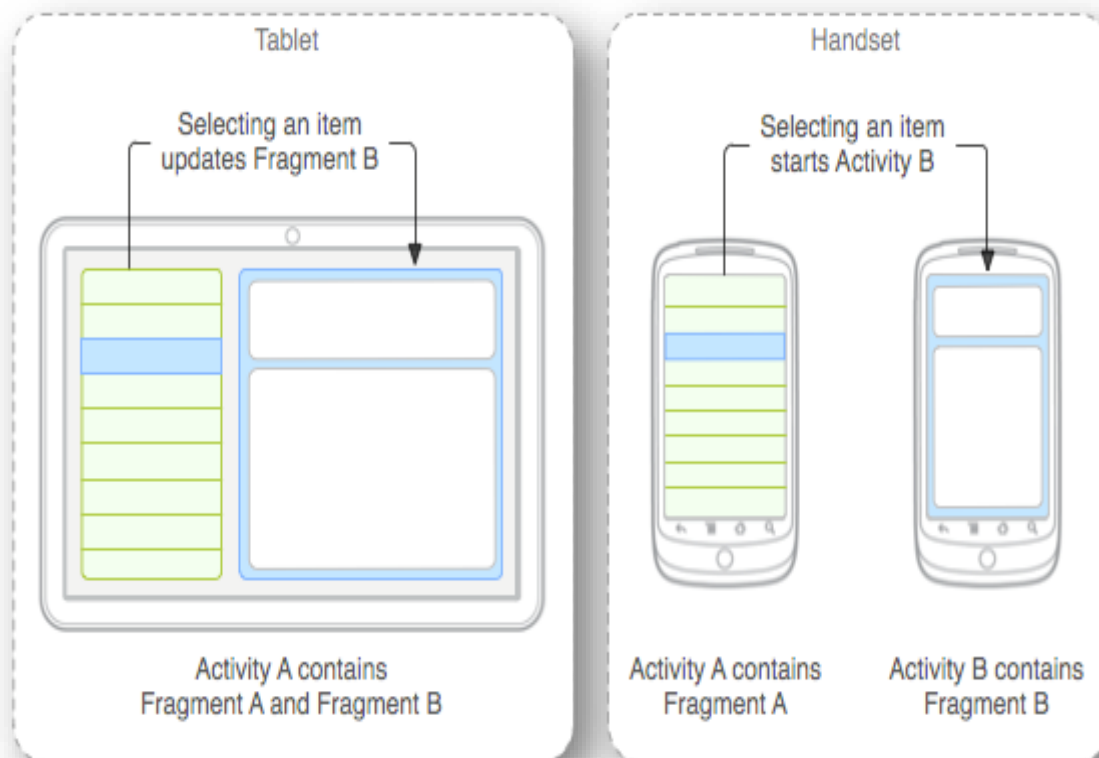 Tablet
Selecting an item
updates Fragment B
Activity A contains
Fragment A and Fragment B
Handset
Selecting an item
starts Activity B
Activity A contains
Fragment A
Activity B contains
Fragment B